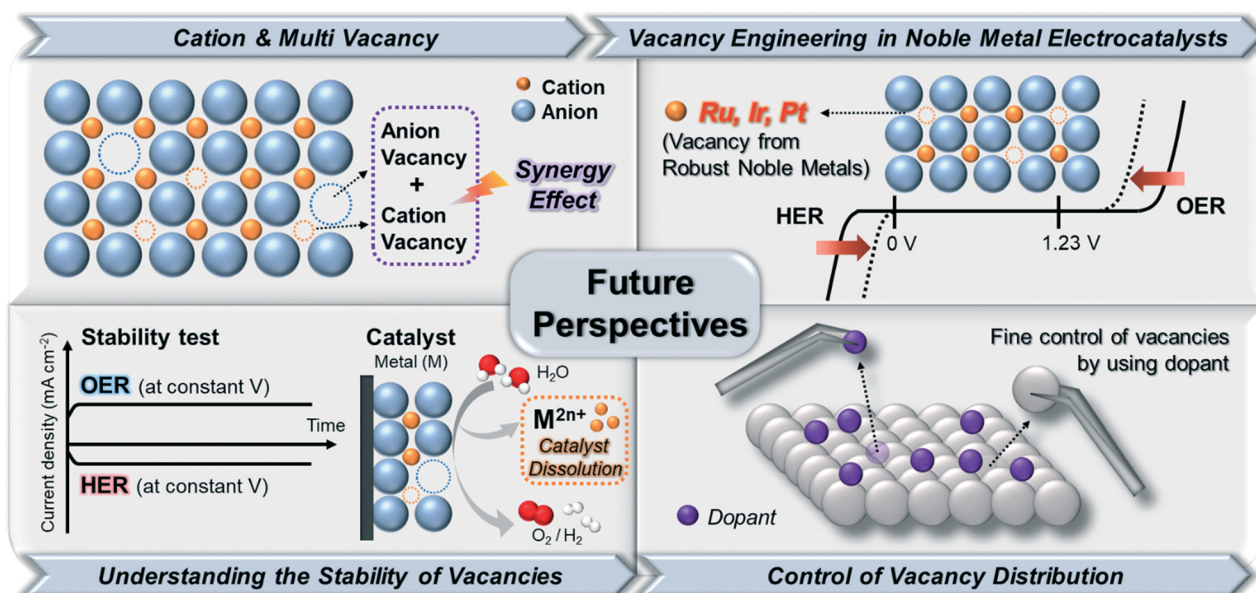 Cation & Multi Vacancy
Vacancy Engineering in Noble Metal Electrocatalysts
Cation
Anion
Anion
Vacancy
+
Cation
Vacancy
Synergy
Effect
Ru, Ir, Pt
(Vacancy from
Robust Noble Metals)
HER
OER
0 V
1.23 V
Future
Perspectives
Stability test
OER (at constant V)
Time
HER (at constant V)
Current density (mA cm⁻²)
Catalyst
Metal (M)
H₂O
M²ⁿ⁺
Catalyst
Dissolution
O₂ / H₂
Fine control of vacancies
by using dopant
Dopant
Understanding the Stability of Vacancies
Control of Vacancy Distribution